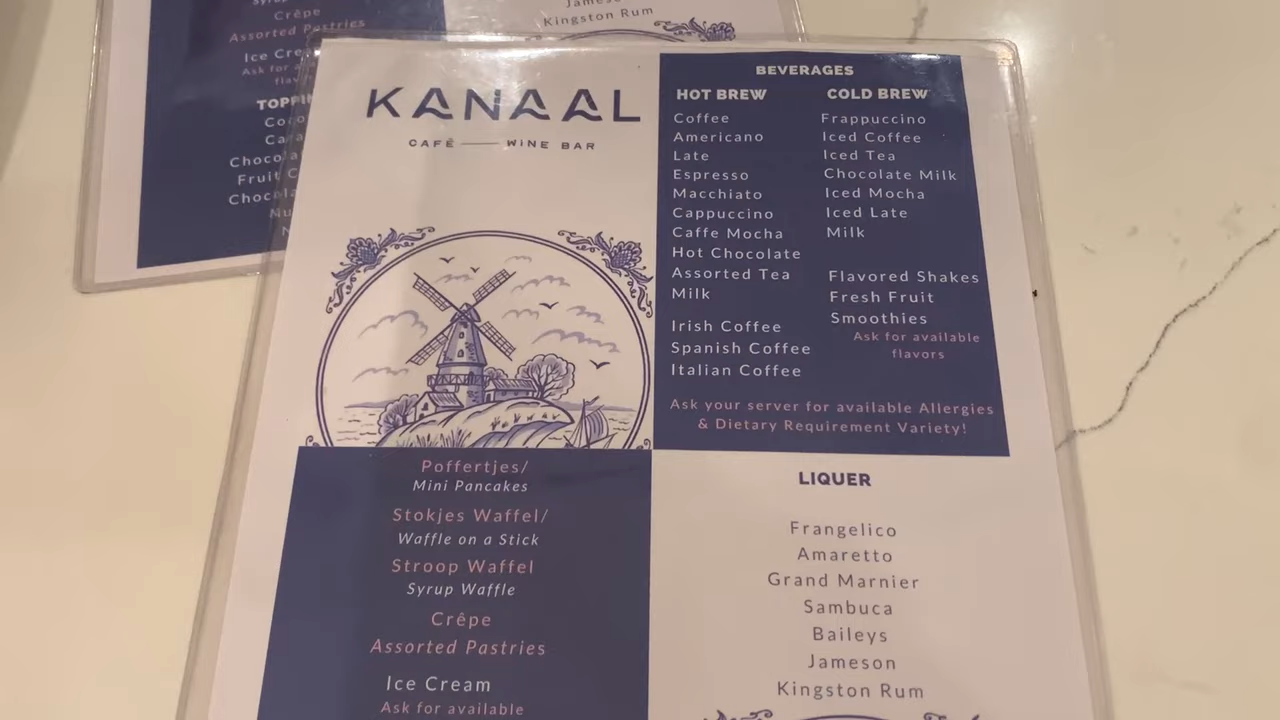 Crêpe
Assorted Pastries
Ice
Ask for
Kingston Rum
KANAAL
CAFÉ — WINE BAR
BEVERAGES
HOT BREW
Coffee
Americano
Late
Espresso
Macchiato
Cappuccino
Caffe Mocha
Hot Chocolate
Assorted Tea
Milk
Irish Coffee
Spanish Coffee
Italian Coffee
COLD BREW
Frappuccino
Iced Coffee
Iced Tea
Chocolate Milk
Iced Mocha
Iced Late
Milk
Flavored Shakes
Fresh Fruit
Smoothies
Ask for available
flavors
Ask your server for available Allergies
& Dietary Requirement Variety!
Poffertjes/
Mini Pancakes
Stokjes Waffel/
Waffle on a Stick
Stroop Waffel
Syrup Waffle
Crêpe
Assorted Pastries
Ice Cream
Ask for available
LIQUER
Frangelico
Amaretto
Grand Marnier
Sambuca
Baileys
Jameson
Kingston Rum